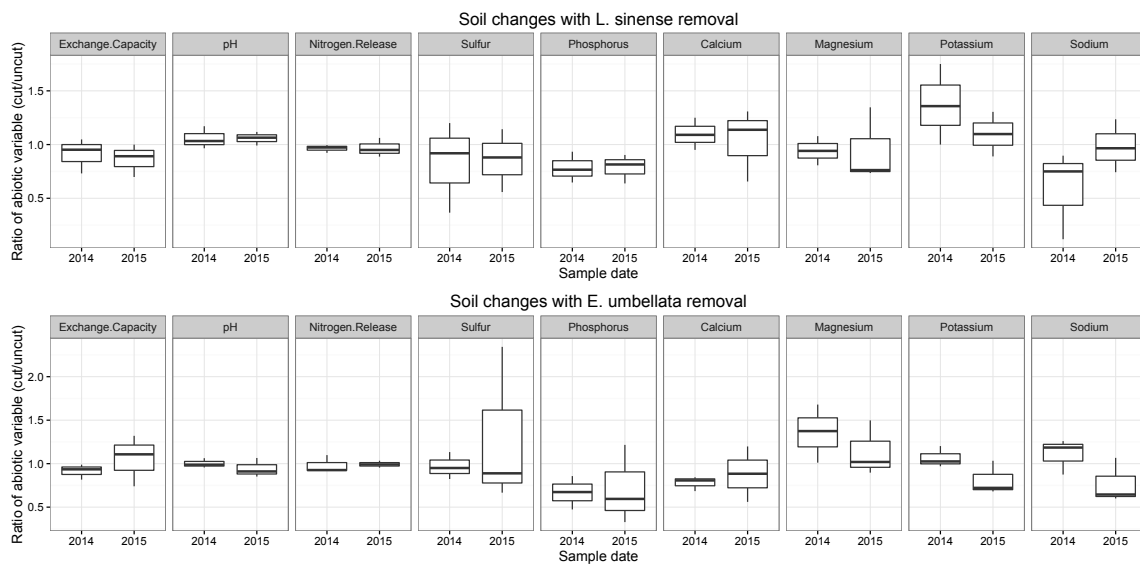 Soil changes with L. sinense removal
Exchange.Capacity pH Nitrogen.Release Sulfur Phosphorus Calcium Magnesium Potassium Sodium
Ratio of abiotic variable (cut/uncut)
1.5
1.0
0.5
2014 2015 2014 2015 2014 2015 2014 2015 2014 2015 2014 2015 2014 2015 2014 2015 2014 2015
Sample date
Soil changes with E. umbellata removal
Exchange.Capacity pH Nitrogen.Release Sulfur Phosphorus Calcium Magnesium Potassium Sodium
Ratio of abiotic variable (cut/uncut)
2.0
1.5
1.0
0.5
2014 2015 2014 2015 2014 2015 2014 2015 2014 2015 2014 2015 2014 2015 2014 2015 2014 2015
Sample date